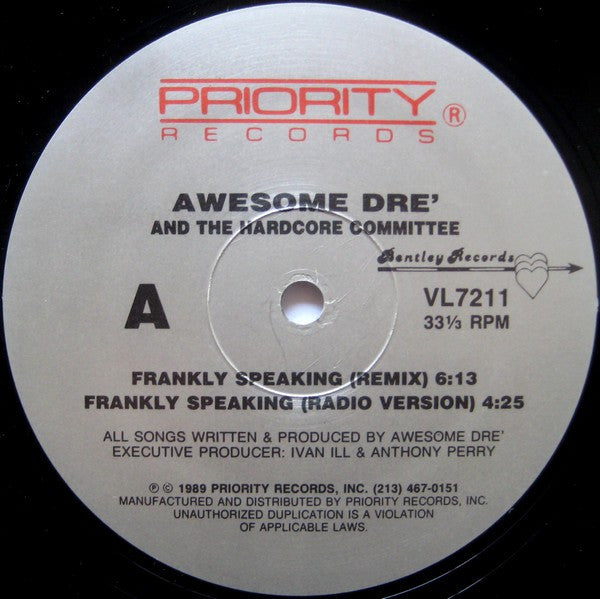 PRIORITY ®
RECORDS
AWESOME DRE'
AND THE HARDCORE COMMITTEE
Bentley Records
A
VL7211
33⅓ RPM
FRANKLY SPEAKING (REMIX) 6:13
FRANKLY SPEAKING (RADIO VERSION) 4:25
ALL SONGS WRITTEN & PRODUCED BY AWESOME DRE'
EXECUTIVE PRODUCER: IVAN ILL & ANTHONY PERRY
℗ © 1989 PRIORITY RECORDS, INC. (213) 467-0151
MANUFACTURED AND DISTRIBUTED BY PRIORITY RECORDS, INC.
UNAUTHORIZED DUPLICATION IS A VIOLATION
OF APPLICABLE LAWS.